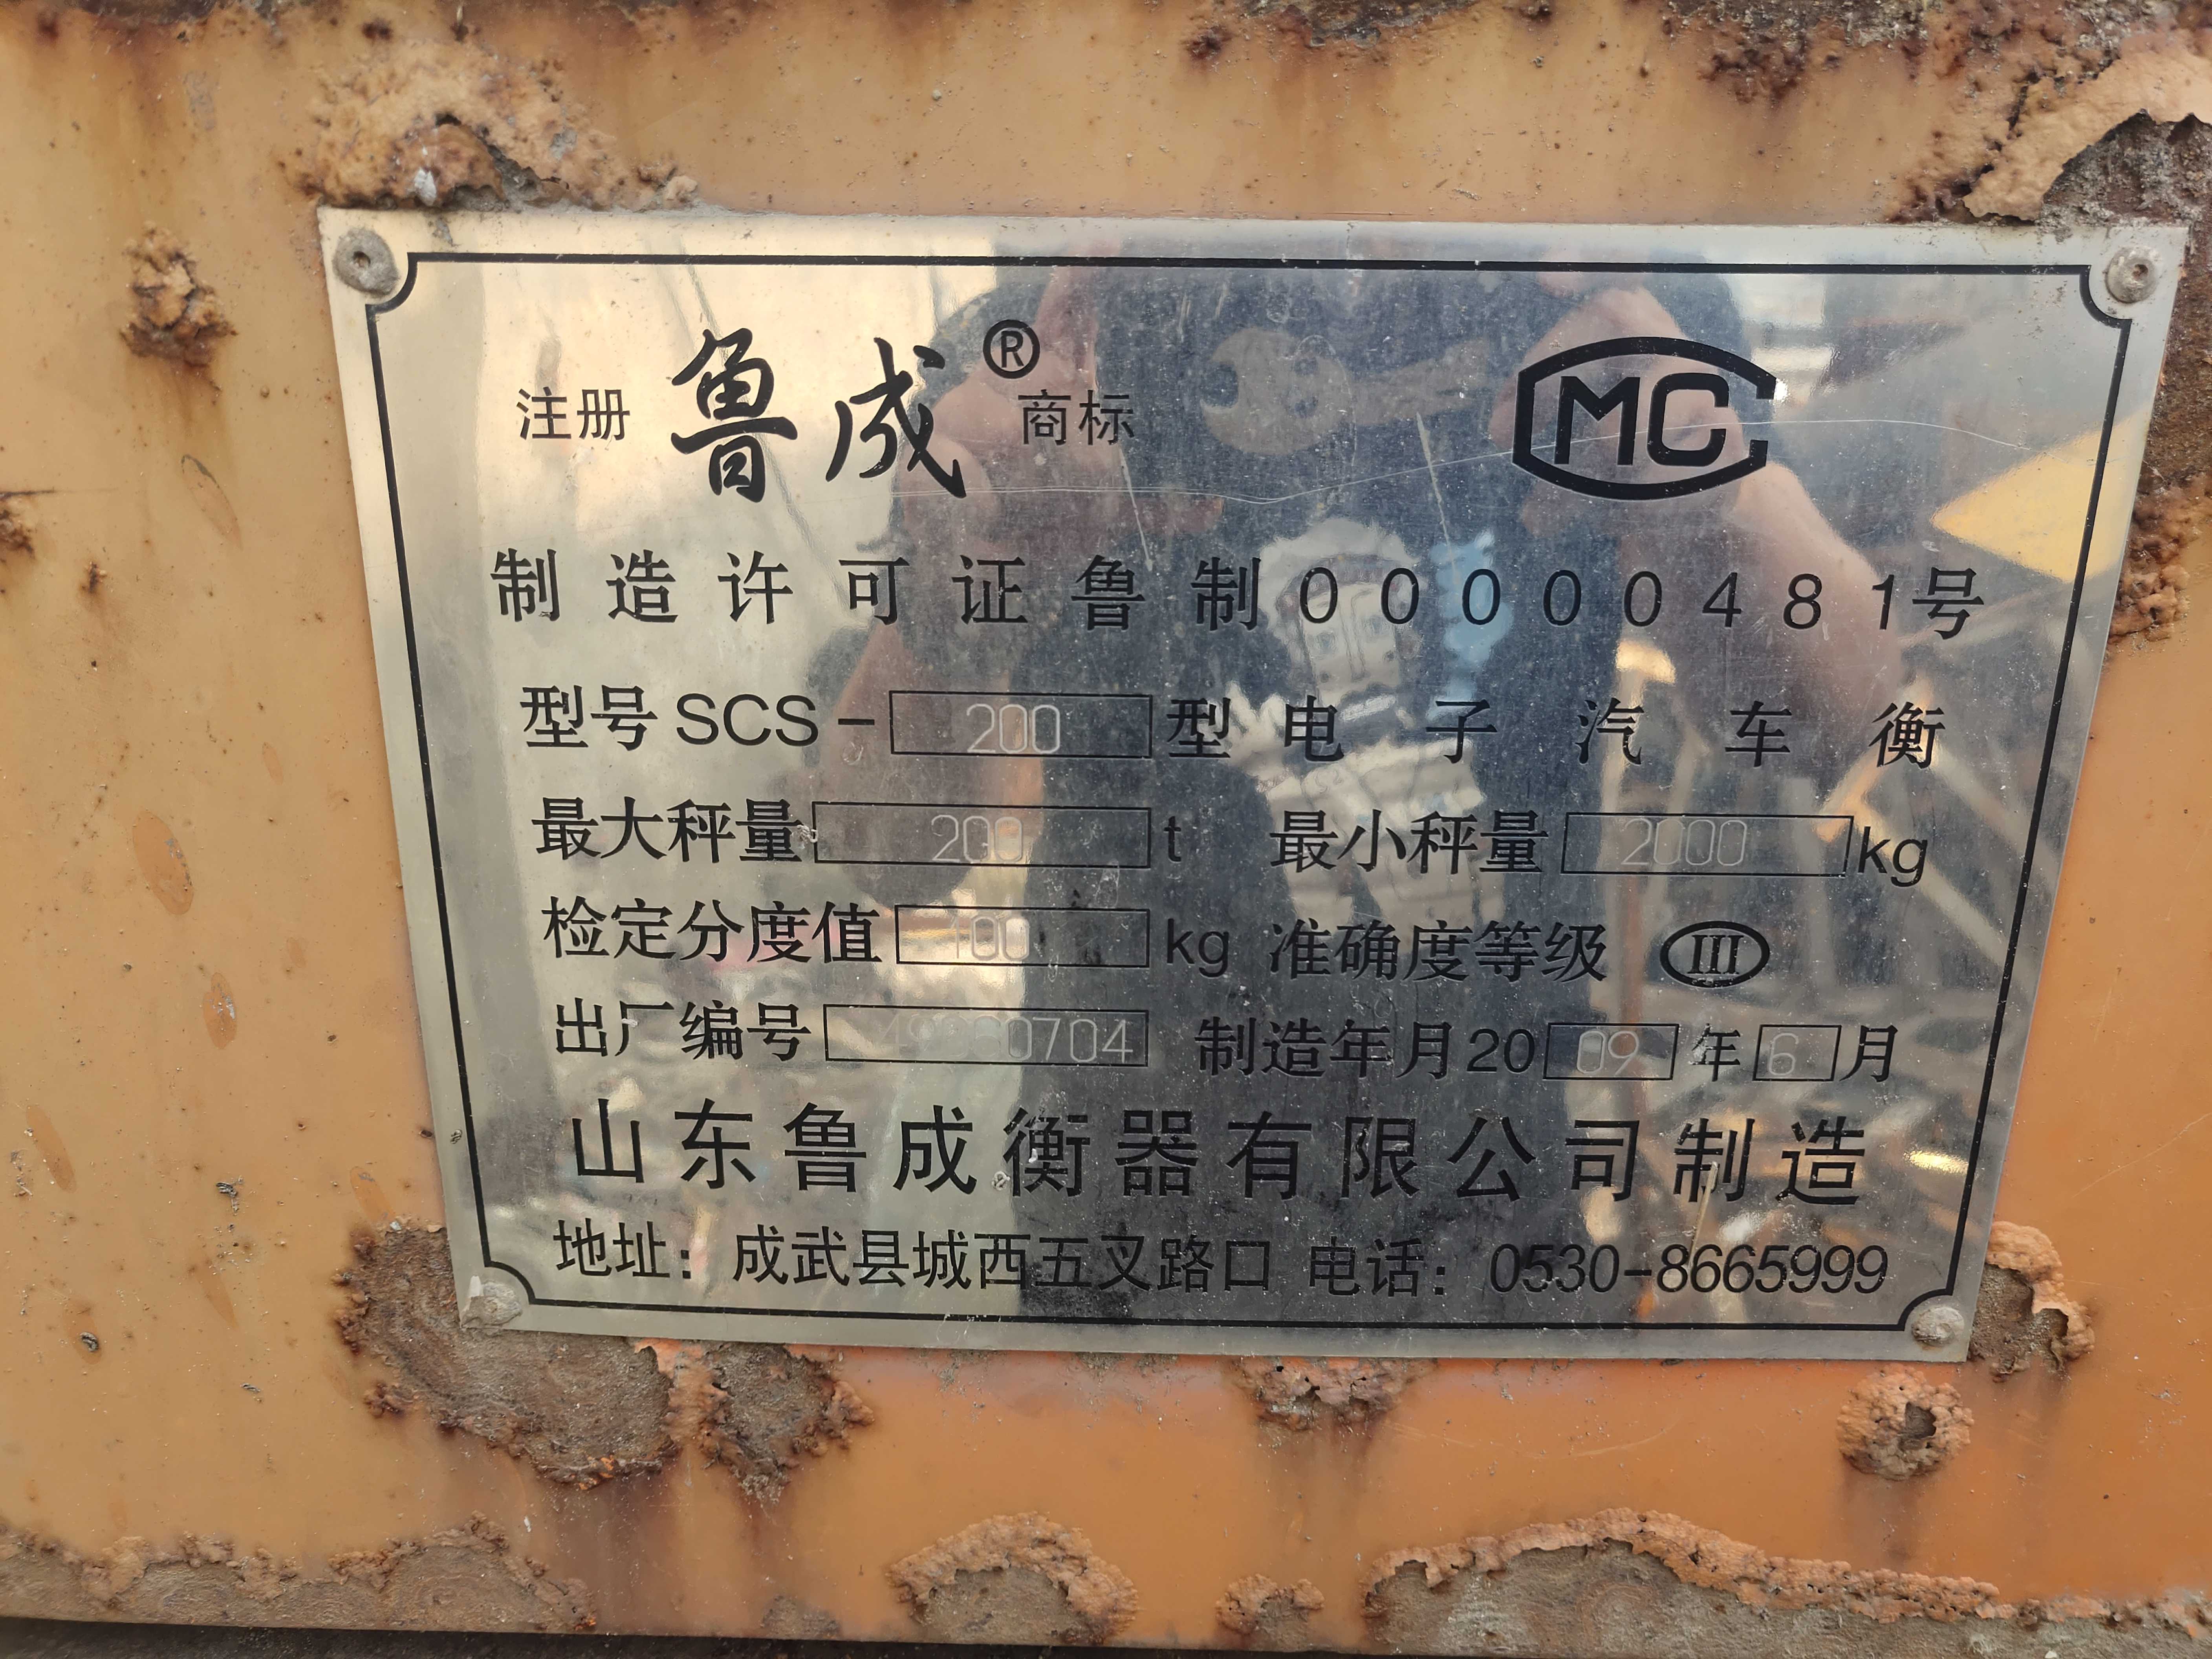 注册 鲁成® 商标 MC
制造许可证鲁制00000481号
型号SCS-200型电子汽车衡
最大秤量200t 最小秤量2000kg
检定分度值100kg 准确度等级 III
出厂编号 制造年月2009年6月
山东鲁成衡器有限公司制造
地址：成武县城西五叉路口 电话：0530-8665999